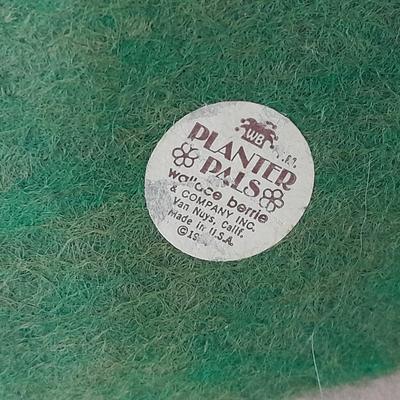 WB
PLANTER
PALS
wallace berrie
& COMPANY INC.
Van Nuys, Calif.
Made in U.S.A.